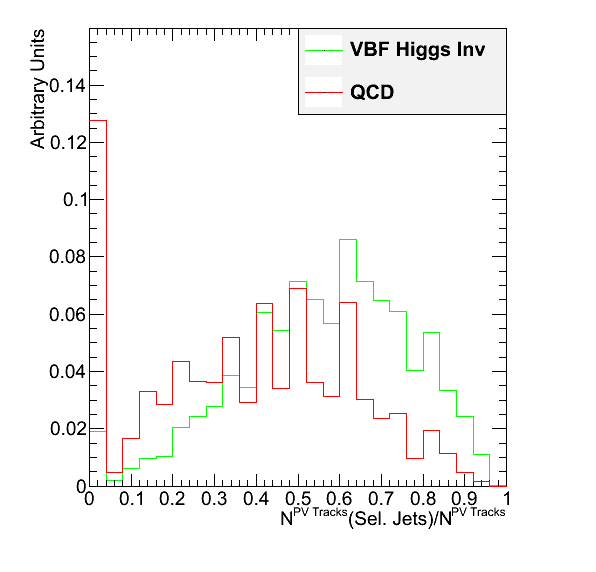 VBF Higgs Inv
QCD
Arbitrary Units
0.14
0.12
0.1
0.08
0.06
0.04
0.02
0
0 0.1 0.2 0.3 0.4 0.5 0.6 0.7 0.8 0.9 1
N^PV Tracks(Sel. Jets)/N^PV Tracks